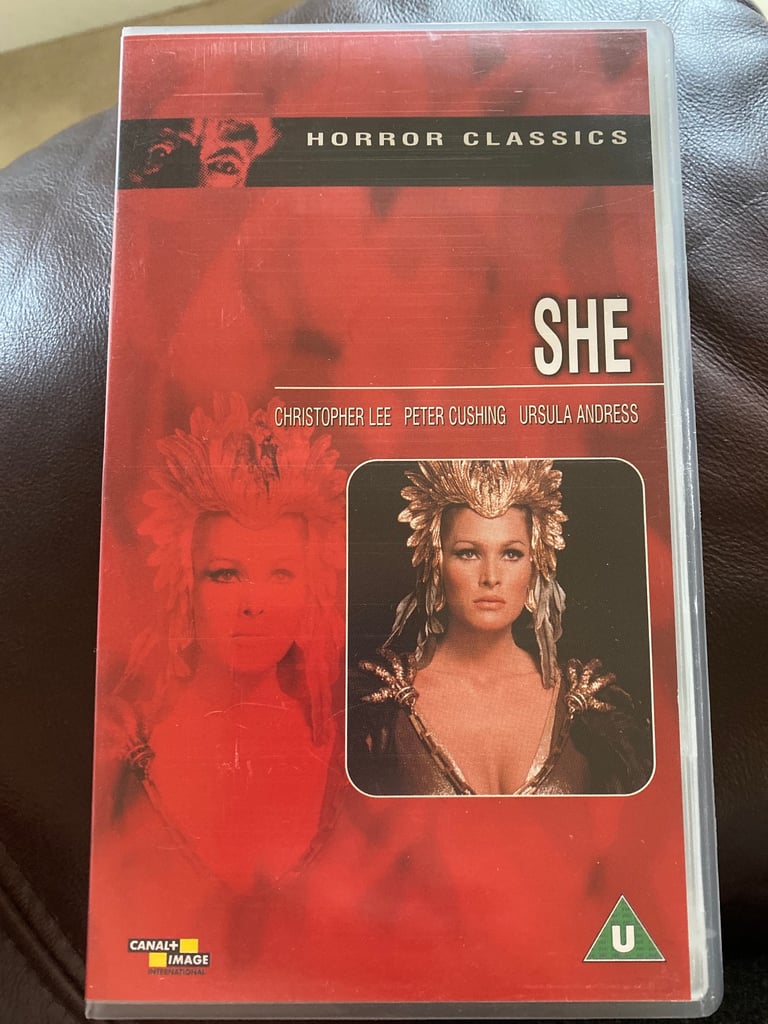 HORROR CLASSICS
SHE
CHRISTOPHER LEE PETER CUSHING URSULA ANDRESS
CANAL+
IMAGE
INTERNATIONAL
U